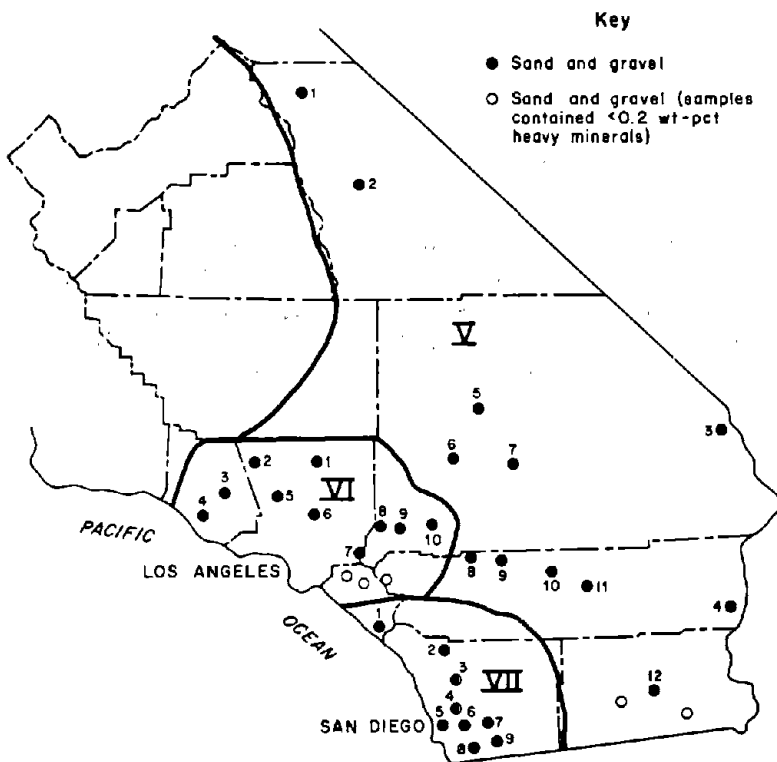 Key
Sand and gravel
Sand and gravel (samples
contained <0.2 wt-pct
heavy minerals)
1
2
V
5
3
6
7
2
1
3
5
VI
4
6
8
9
10
PACIFIC
7
LOS ANGELES
8
9
10
11
4
OCEAN
1
2
3
VII
12
4
SAN DIEGO
5
6
7
8
9